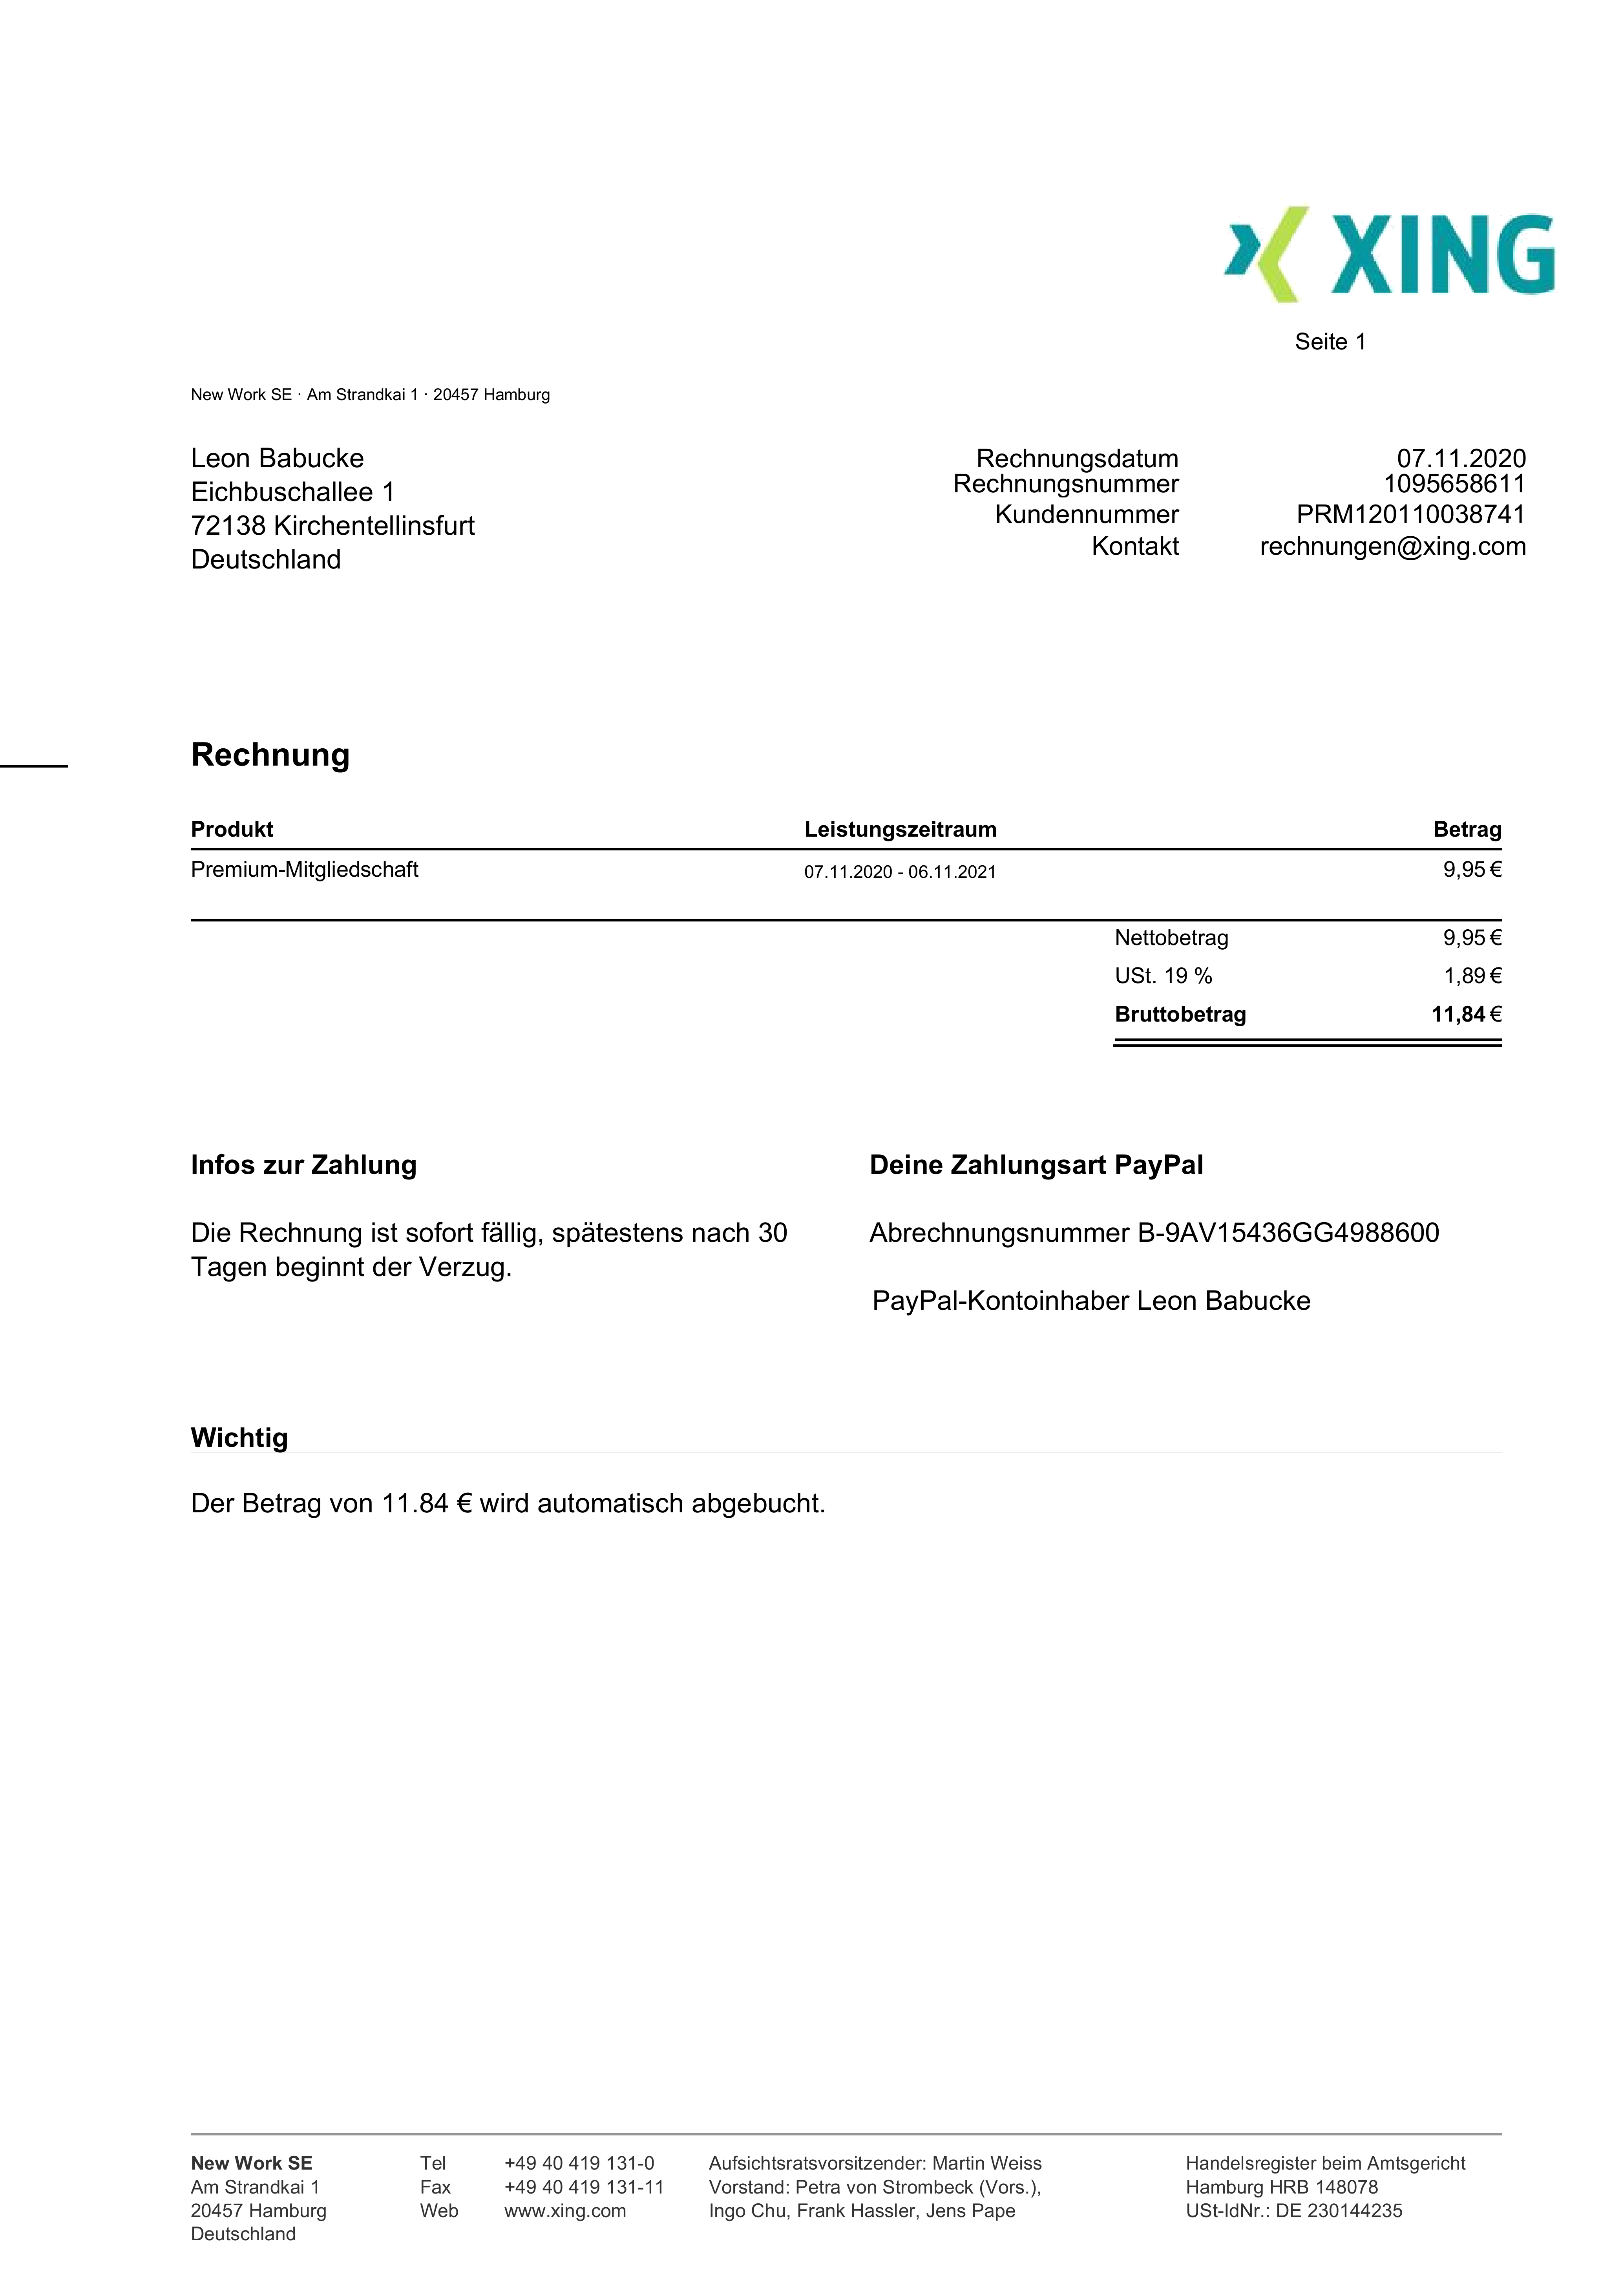 XING
Seite 1
New Work SE · Am Strandkai 1 · 20457 Hamburg
Leon Babucke
Eichbuschallee 1
72138 Kirchentellinsfurt
Deutschland
Rechnungsdatum 07.11.2020
Rechnungsnummer 1095658611
Kundennummer PRM120110038741
Kontakt rechnungen@xing.com
Rechnung
Produkt Leistungszeitraum Betrag
Premium-Mitgliedschaft 07.11.2020 - 06.11.2021 9,95 €
Nettobetrag 9,95 €
USt. 19 % 1,89 €
Bruttobetrag 11,84 €
Infos zur Zahlung
Die Rechnung ist sofort fällig, spätestens nach 30
Tagen beginnt der Verzug.
Deine Zahlungsart PayPal
Abrechnungsnummer B-9AV15436GG4988600
PayPal-Kontoinhaber Leon Babucke
Wichtig
Der Betrag von 11.84 € wird automatisch abgebucht.
New Work SE
Am Strandkai 1
20457 Hamburg
Deutschland
Tel +49 40 419 131-0
Fax +49 40 419 131-11
Web www.xing.com
Aufsichtsratsvorsitzender: Martin Weiss
Vorstand: Petra von Strombeck (Vors.),
Ingo Chu, Frank Hassler, Jens Pape
Handelsregister beim Amtsgericht
Hamburg HRB 148078
USt-IdNr.: DE 230144235